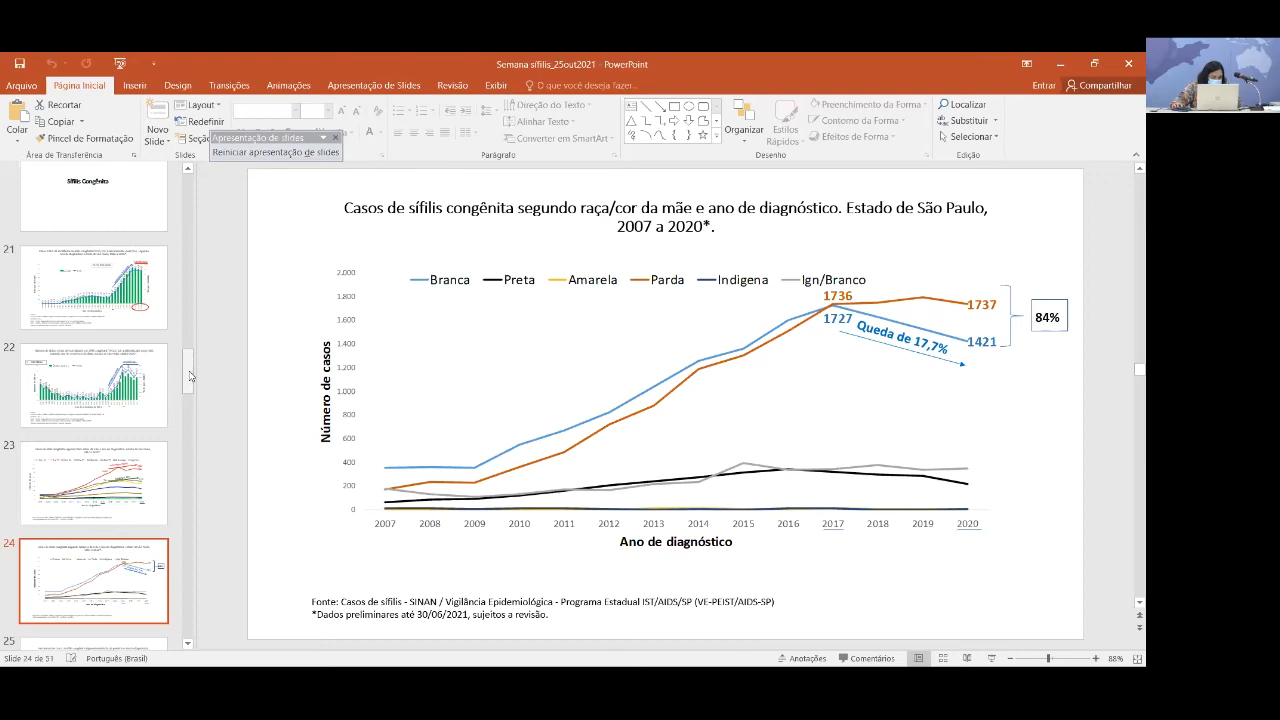 Semana sífilis_25out2021 - PowerPoint
Arquivo Página Inicial Inserir Design Transições Animações Apresentação de Slides Revisão Exibir O que você deseja fazer... Entrar Compartilhar
Colar
Recortar
Copiar
Pincel de Formatação
Área de Transferência
Novo
Slide
Layout
Redefinir
Seção
Slides
Apresentação de slides
Reiniciar apresentação de slides
Direção do Texto
Alinhar Texto
Converter em SmartArt
Parágrafo
Organizar
Estilos
Rápidos
Preenchimento da Forma
Contorno da Forma
Efeitos de Forma
Desenho
Localizar
Substituir
Selecionar
Edição
Sífilis Congênita
21
22
23
24
25
Casos de sífilis congênita segundo raça/cor da mãe e ano de diagnóstico. Estado de São Paulo,
2007 a 2020*.
Branca Preta Amarela Parda Indigena Ign/Branco
Número de casos
2.000
1.800
1.600
1.400
1.200
1.000
800
600
400
200
0
1736
1727
Queda de 17,7%
1737
1421
84%
2007 2008 2009 2010 2011 2012 2013 2014 2015 2016 2017 2018 2019 2020
Ano de diagnóstico
Fonte: Casos de sífilis - SINAN / Vigilância Epidemiológica - Programa Estadual IST/AIDS/SP (VE-PEIST/AIDS-SP)
*Dados preliminares até 30/06/2021, sujeitos a revisão.
Slide 24 de 51 Português (Brasil) Anotações Comentários 88%